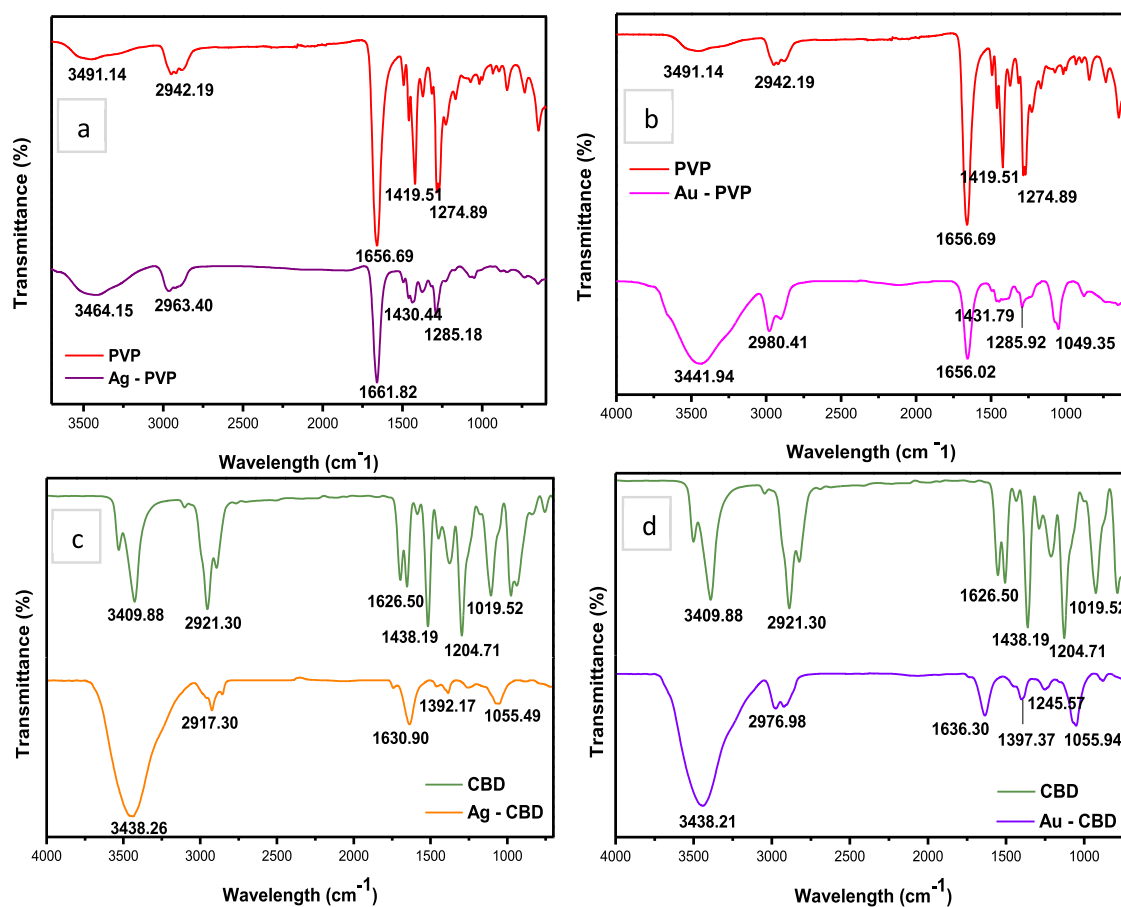 a
Transmittance (%)
3491.14
2942.19
1419.51
1274.89
1656.69
3464.15
2963.40
1430.44
1285.18
1661.82
PVP
Ag - PVP
3500 3000 2500 2000 1500 1000
Wavelength (cm⁻1)
b
Transmittance (%)
3491.14
2942.19
PVP
Au - PVP
1419.51
1274.89
1656.69
3441.94
2980.41
1431.79
1285.92
1049.35
1656.02
4000 3500 3000 2500 2000 1500 1000
Wavelength (cm⁻1)
c
Transmittance (%)
3409.88
2921.30
1626.50
1438.19
1204.71
1019.52
2917.30
1392.17
1055.49
1630.90
3438.26
CBD
Ag - CBD
4000 3500 3000 2500 2000 1500 1000
Wavelength (cm⁻¹)
d
Transmittance (%)
3409.88
2921.30
1626.50
1438.19
1204.71
1019.52
2976.98
1636.30
1245.57
1397.37
1055.94
3438.21
CBD
Au - CBD
4000 3500 3000 2500 2000 1500 1000
Wavelength (cm⁻¹)